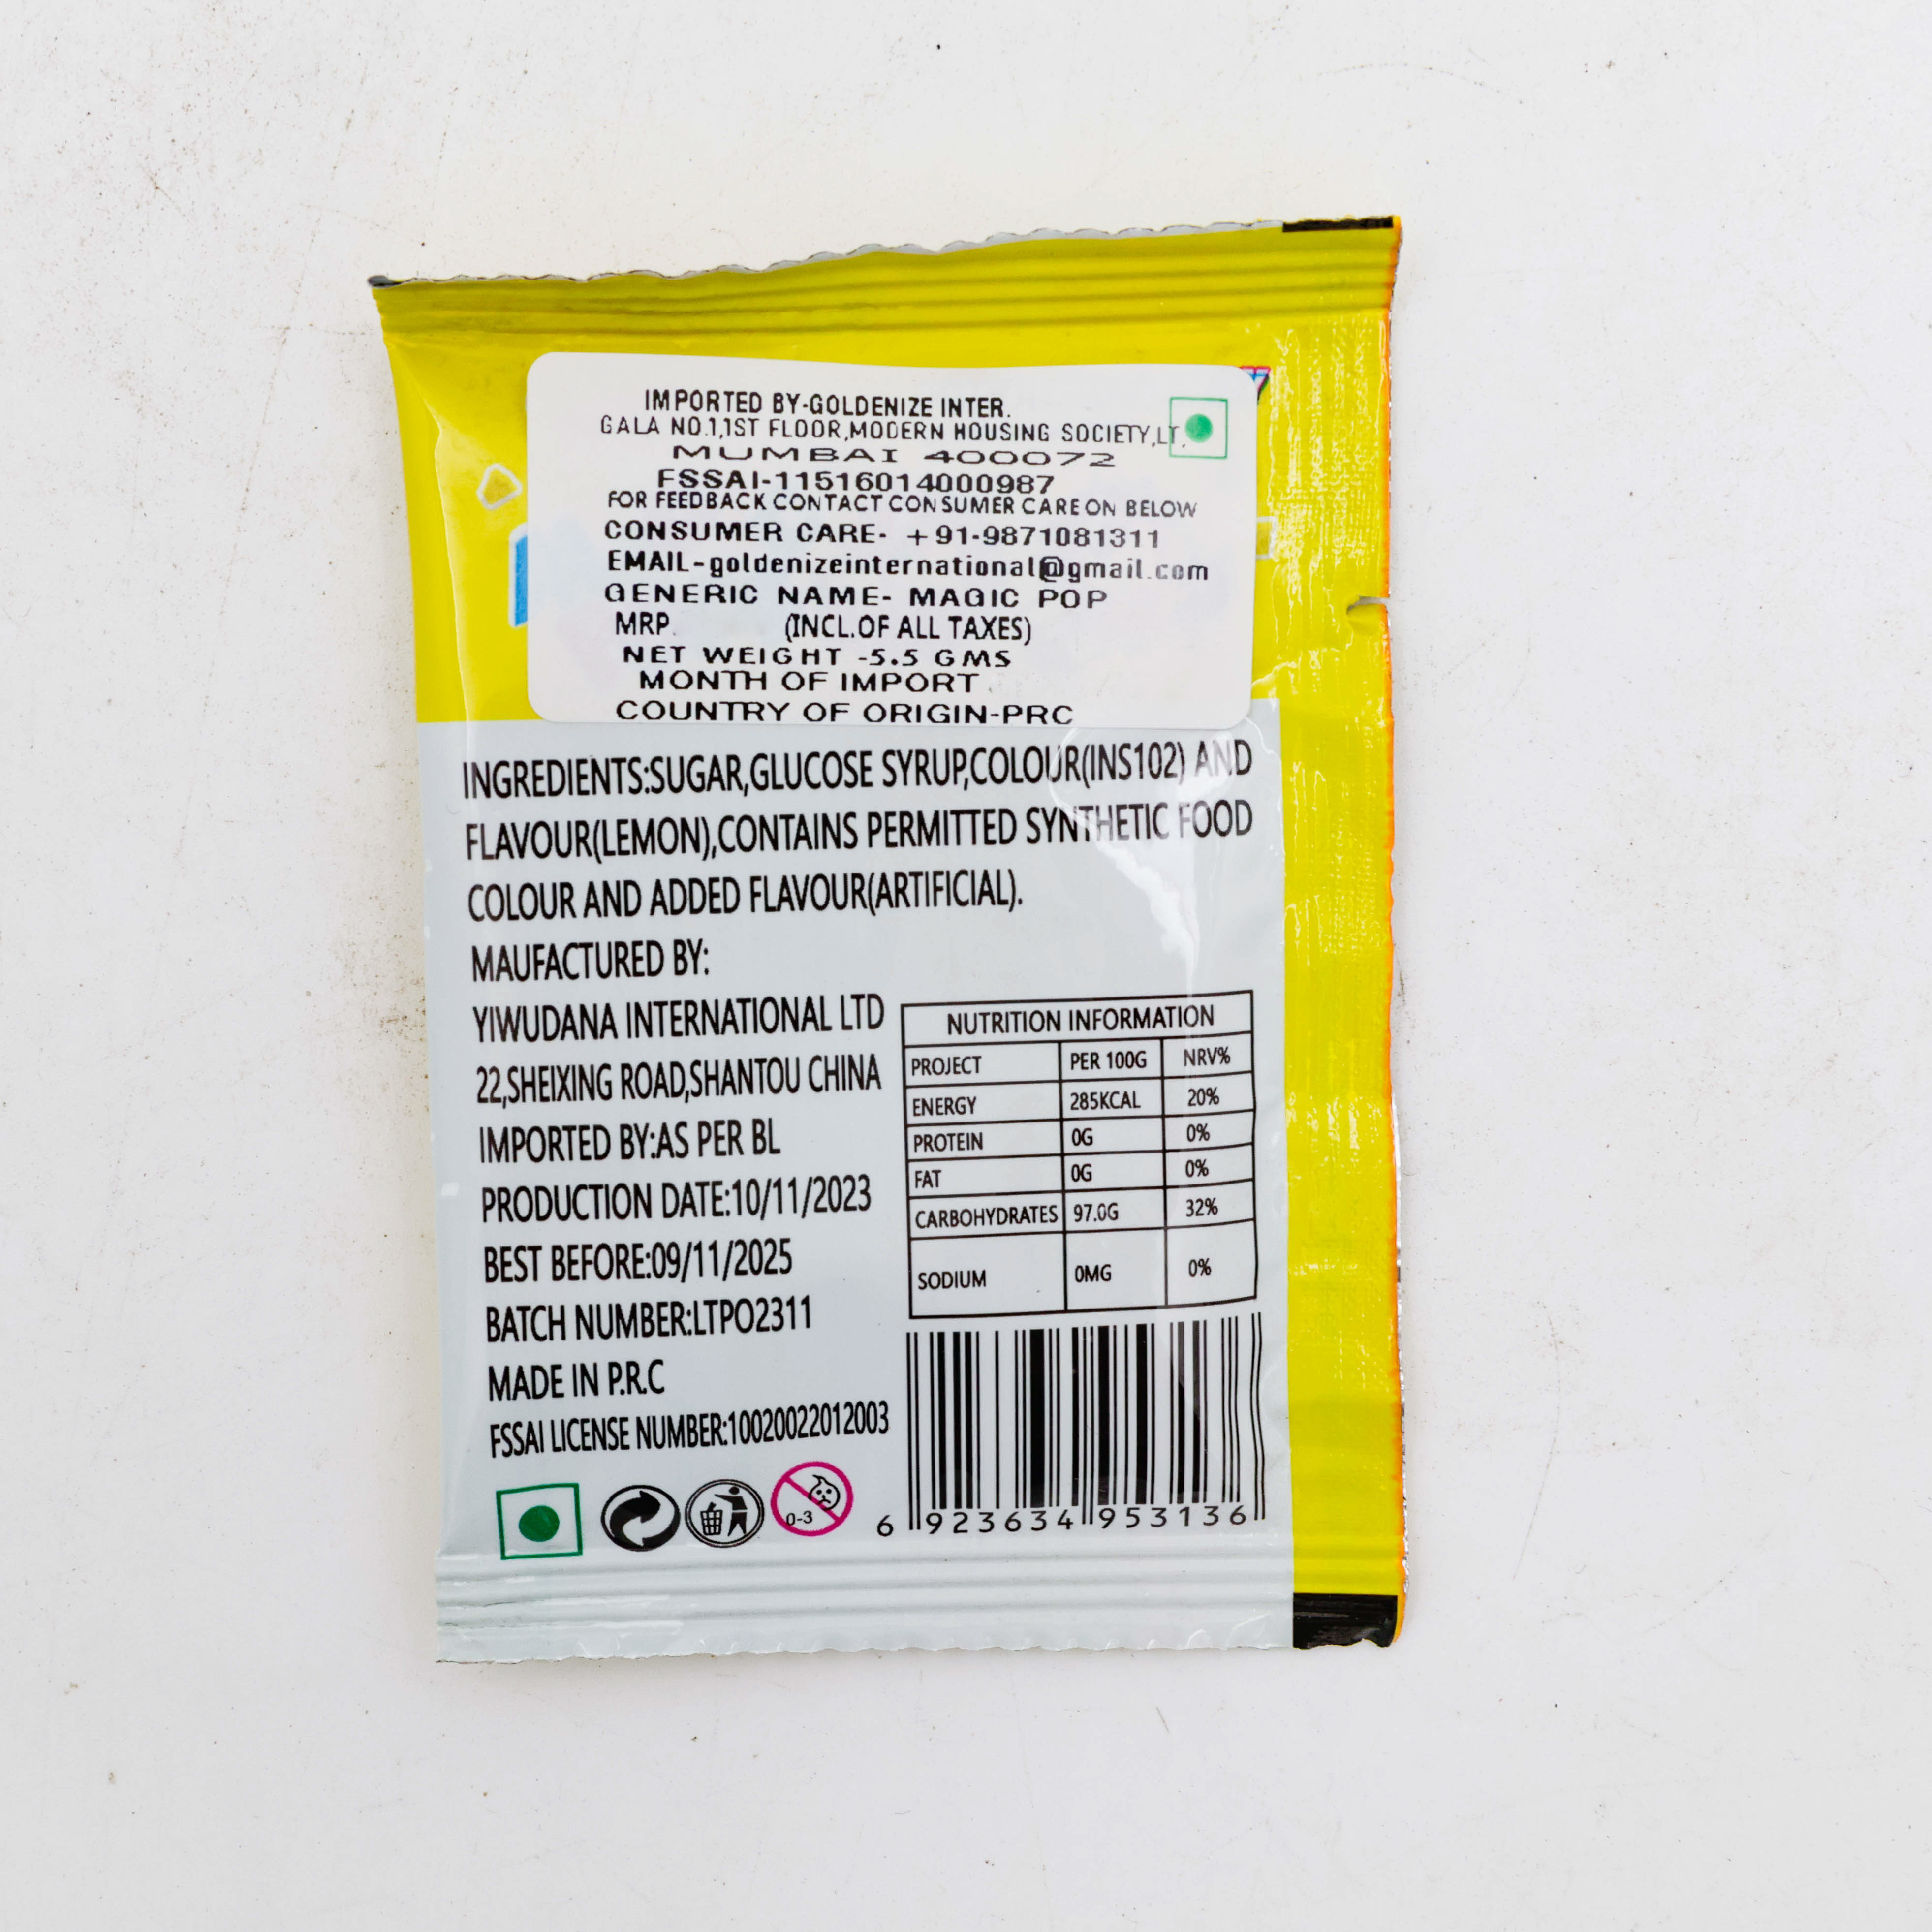 IMPORTED BY-GOLDENIZE INTER.
GALA NO.1,1ST FLOOR,MODERN HOUSING SOCIETY,LT.
MUMBAI 400072
FSSAI-11516014000987
FOR FEEDBACK CONTACT CONSUMER CARE ON BELOW
CONSUMER CARE- +91-9871081311
EMAIL-goldenizeinternational@gmail.com
GENERIC NAME- MAGIC POP
MRP. (INCL.OF ALL TAXES)
NET WEIGHT -5.5 GMS
MONTH OF IMPORT
COUNTRY OF ORIGIN-PRC
INGREDIENTS:SUGAR,GLUCOSE SYRUP,COLOUR(INS102) AND
FLAVOUR(LEMON),CONTAINS PERMITTED SYNTHETIC FOOD
COLOUR AND ADDED FLAVOUR(ARTIFICIAL).
MAUFACTURED BY:
YIWUDANA INTERNATIONAL LTD
22,SHEIXING ROAD,SHANTOU CHINA
IMPORTED BY:AS PER BL
PRODUCTION DATE:10/11/2023
BEST BEFORE:09/11/2025
BATCH NUMBER:LTPO2311
MADE IN P.R.C
FSSAI LICENSE NUMBER:10020022012003
0-3
NUTRITION INFORMATION
PROJECT PER 100G NRV%
ENERGY 285KCAL 20%
PROTEIN 0G 0%
FAT 0G 0%
CARBOHYDRATES 97.0G 32%
SODIUM 0MG 0%
6 923634 953136